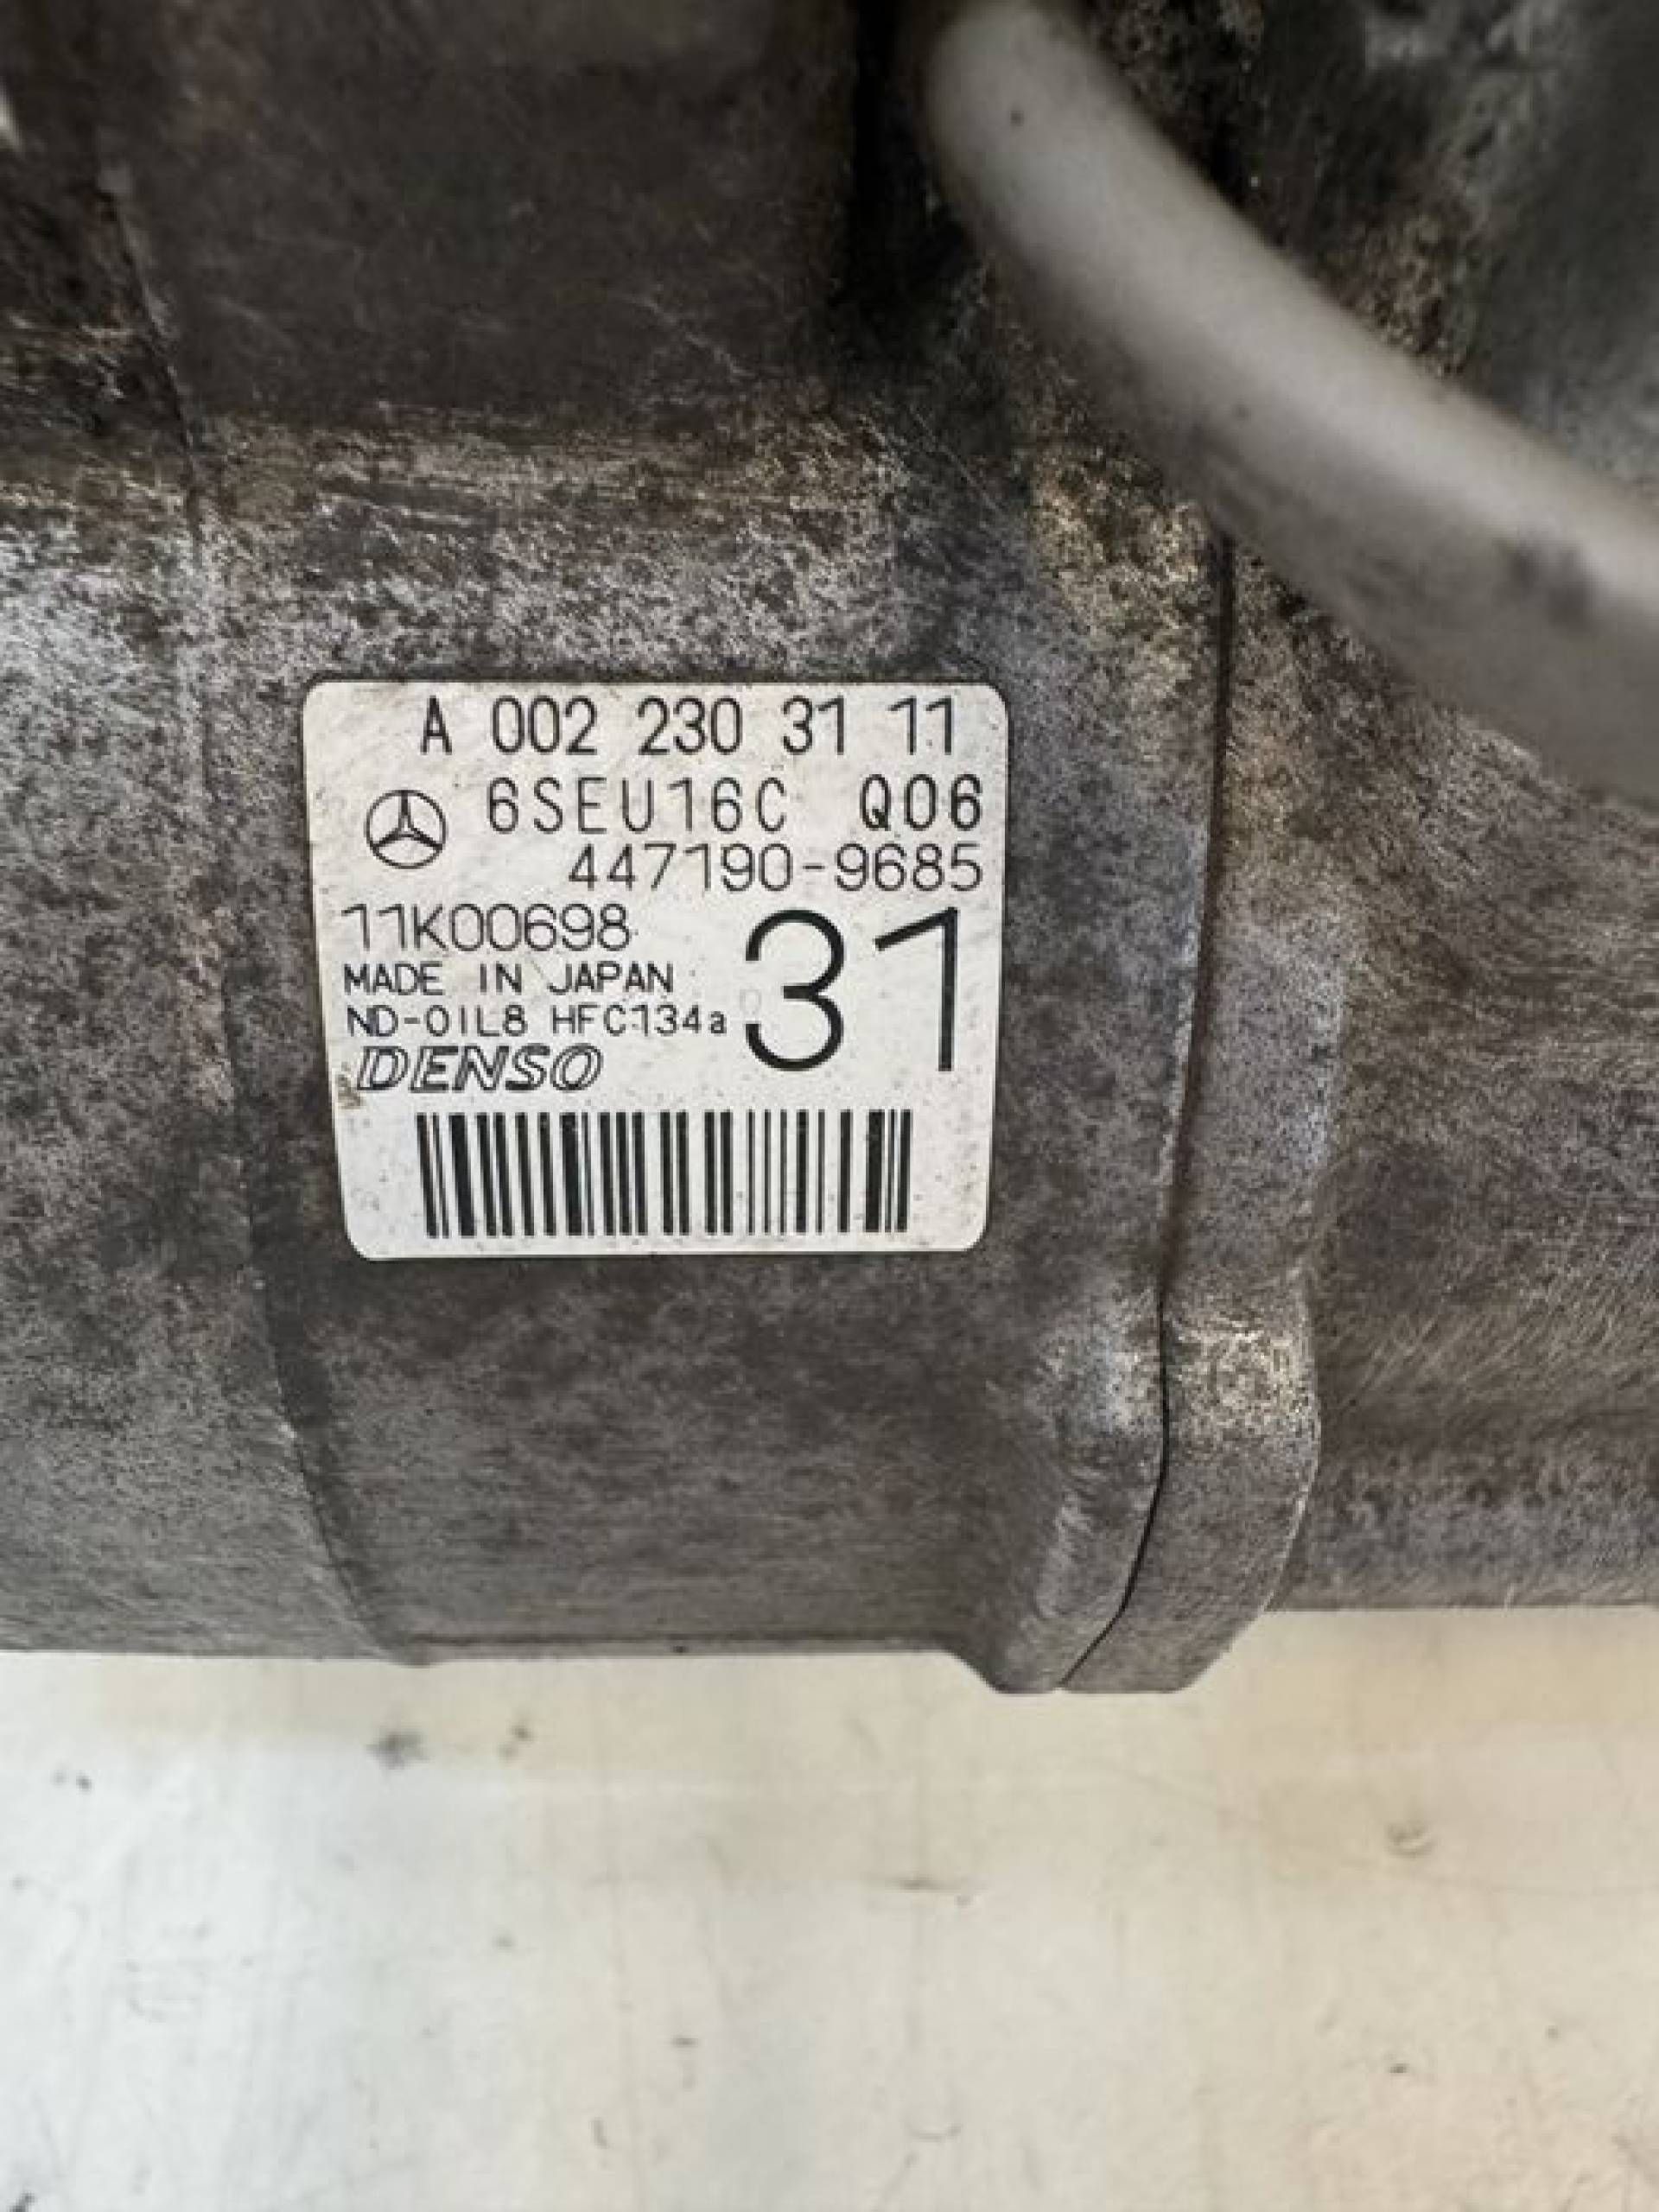 A 002 230 31 11
6SEU16C Q06
447190-9685
11K00698
31
MADE IN JAPAN
ND-OIL8 HFC134a
DENSO